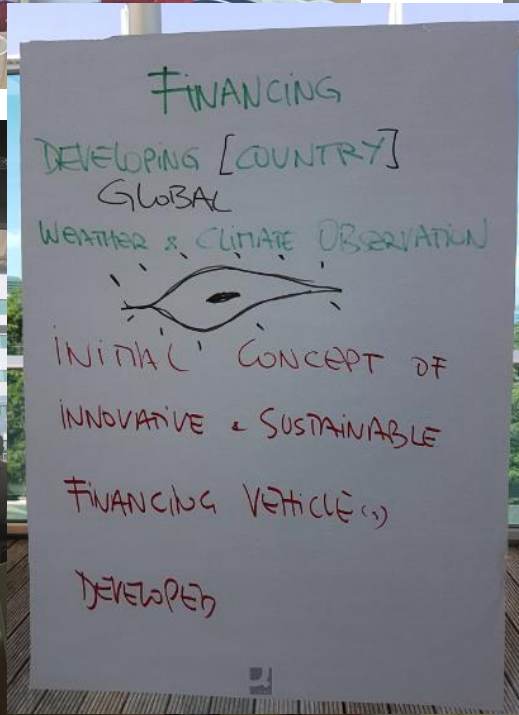 FINANCING
DEVELOPING [COUNTRY]
GLOBAL
WEATHER & CLIMATE OBSERVATION
INITIAL CONCEPT OF
INNOVATIVE & SUSTAINABLE
FINANCING VEHICLE(s)
DEVELOPED